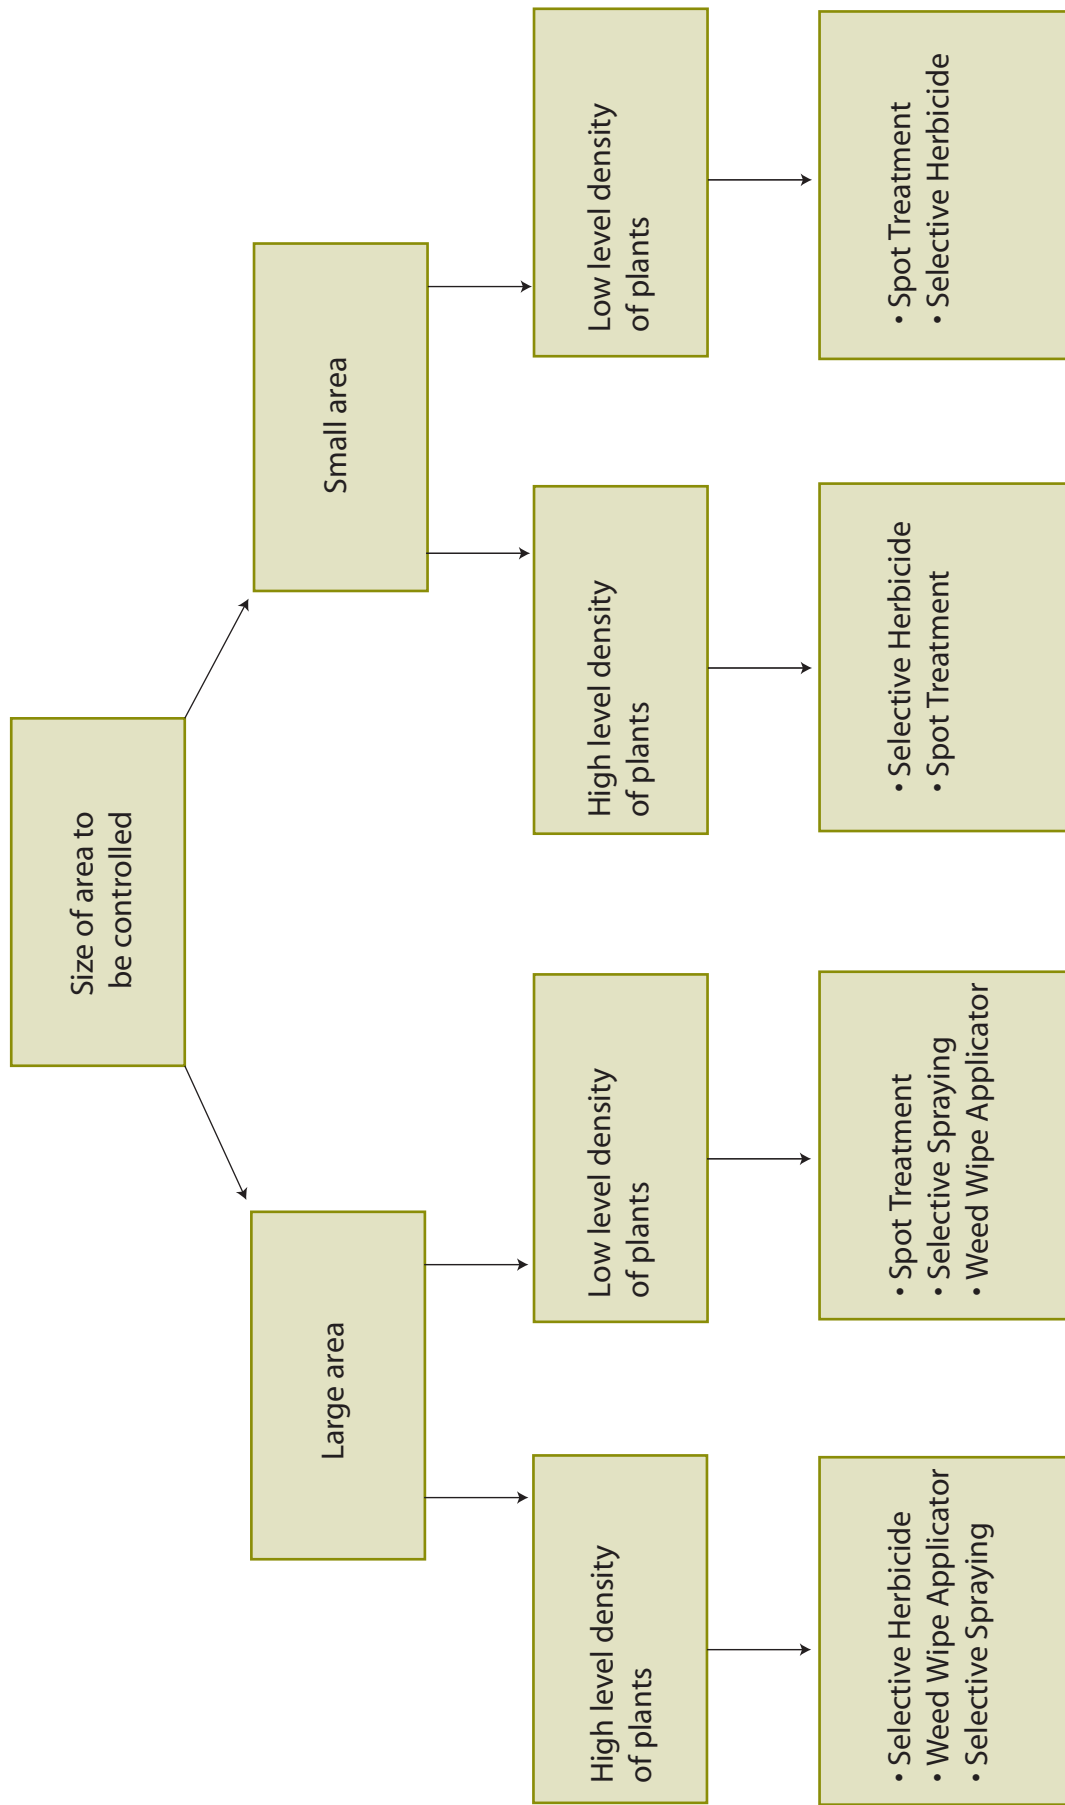 Size of area to
be controlled
Large area
Small area
High level density
of plants
Low level density
of plants
High level density
of plants
Low level density
of plants
• Selective Herbicide
• Weed Wipe Applicator
• Selective Spraying
• Spot Treatment
• Selective Spraying
• Weed Wipe Applicator
• Selective Herbicide
• Spot Treatment
• Spot Treatment
• Selective Herbicide